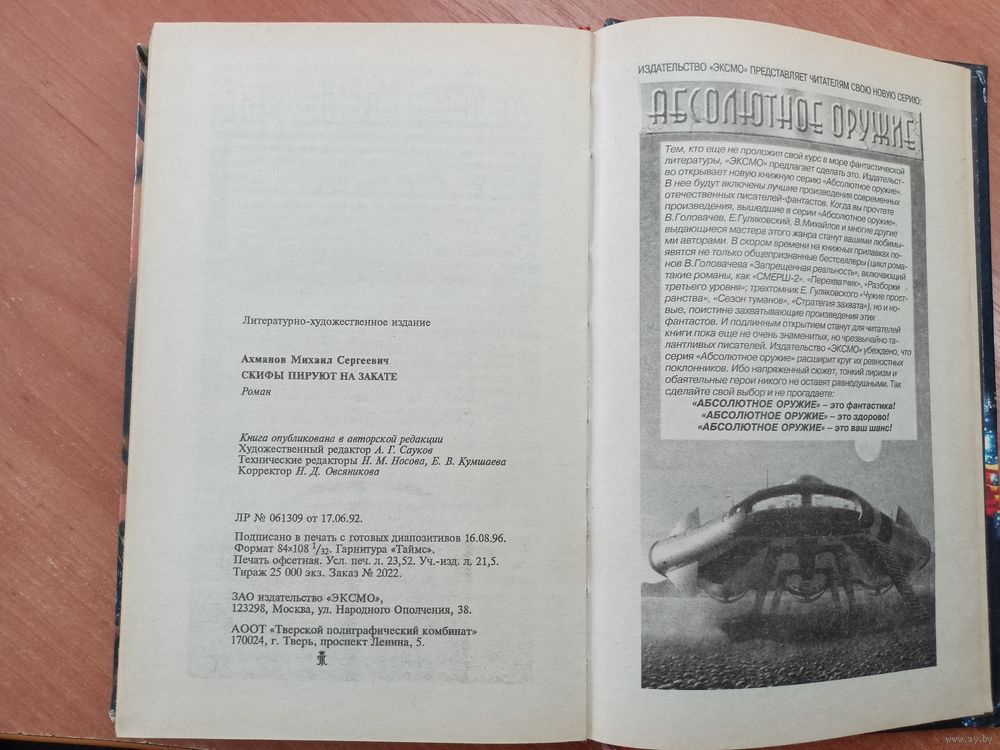 Литературно-художественное издание
Ахманов Михаил Сергеевич
СКИФЫ ПИРУЮТ НА ЗАКАТЕ
Роман
Книга опубликована в авторской редакции
Художественный редактор А. Г. Сауков
Технические редакторы Н. М. Носова, Е. В. Кумшаева
Корректор Н. Д. Овсяникова
ЛР № 061309 от 17.06.92.
Подписано в печать с готовых диапозитивов 16.08.96.
Формат 84×108 1/32. Гарнитура «Таймс».
Печать офсетная. Усл. печ. л. 23,52. Уч.-изд. л. 21,5.
Тираж 25 000 экз. Заказ № 2022.
ЗАО издательство «ЭКСМО»,
123298, Москва, ул. Народного Ополчения, 38.
АООТ «Тверской полиграфический комбинат»
170024, г. Тверь, проспект Ленина, 5.
ИЗДАТЕЛЬСТВО «ЭКСМО» ПРЕДСТАВЛЯЕТ ЧИТАТЕЛЯМ СВОЮ НОВУЮ СЕРИЮ:
АБСОЛЮТНОЕ ОРУЖИЕ
Тем, кто еще не проложил свой курс в море фантастической
литературы, «ЭКСМО» предлагает сделать это. Издательст-
во открывает новую книжную серию «Абсолютное оружие».
В нее будут включены лучшие произведения современных
отечественных писателей-фантастов. Когда вы прочтете
произведения, вышедшие в серии «Абсолютное оружие»,
В.Головачев, Е.Гуляковский, В.Михайлов и многие другие
выдающиеся мастера этого жанра станут вашими любимы-
ми авторами. В скором времени на книжных прилавках по-
явятся не только общепризнанные бестселлеры (цикл рома-
нов В.Головачева «Запрещенная реальность», включающий
такие романы, как «СМЕРШ-2», «Перехватчик», «Разборки
третьего уровня»; трехтомник Е. Гуляковского «Чужие прост-
ранства», «Сезон туманов», «Стратегия захвата»), но и но-
вые, поистине захватывающие произведения этих
фантастов. И подлинным открытием станут для читателей
книги пока еще не очень знаменитых, но чрезвычайно та-
лантливых писателей. Издательство «ЭКСМО» убеждено, что
серия «Абсолютное оружие» расширит круг их ревностных
поклонников. Ибо напряженный сюжет, тонкий лиризм и
обаятельные герои никого не оставят равнодушными. Так
сделайте свой выбор и не прогадаете:
«АБСОЛЮТНОЕ ОРУЖИЕ» – это фантастика!
«АБСОЛЮТНОЕ ОРУЖИЕ» – это здорово!
«АБСОЛЮТНОЕ ОРУЖИЕ» – это ваш шанс!
www.ay.by